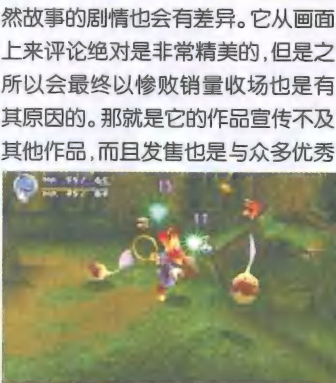 然故事的剧情也会有差异。它从画面
上来评论绝对是非常精美的,但是之
所以会最终以惨败销量收场也是有
其原因的。那就是它的作品宣传不及
其他作品,而且发售也是与众多优秀